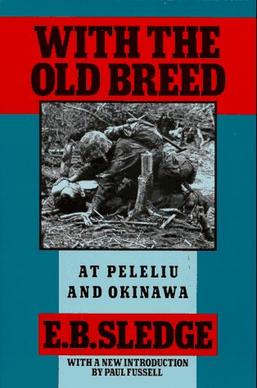 WITH THE
OLD BREED
AT PELELIU
AND OKINAWA
E.B. SLEDGE
WITH A NEW INTRODUCTION
BY PAUL FUSSELL